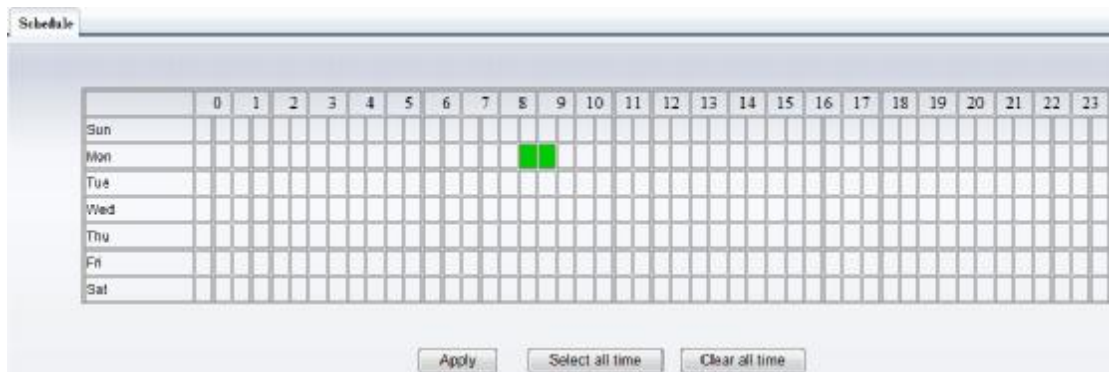 Schedule
0 1 2 3 4 5 6 7 8 9 10 11 12 13 14 15 16 17 18 19 20 21 22 23
Sun
Mon
Tue
Wed
Thu
Fri
Sat
Apply Select all time Clear all time